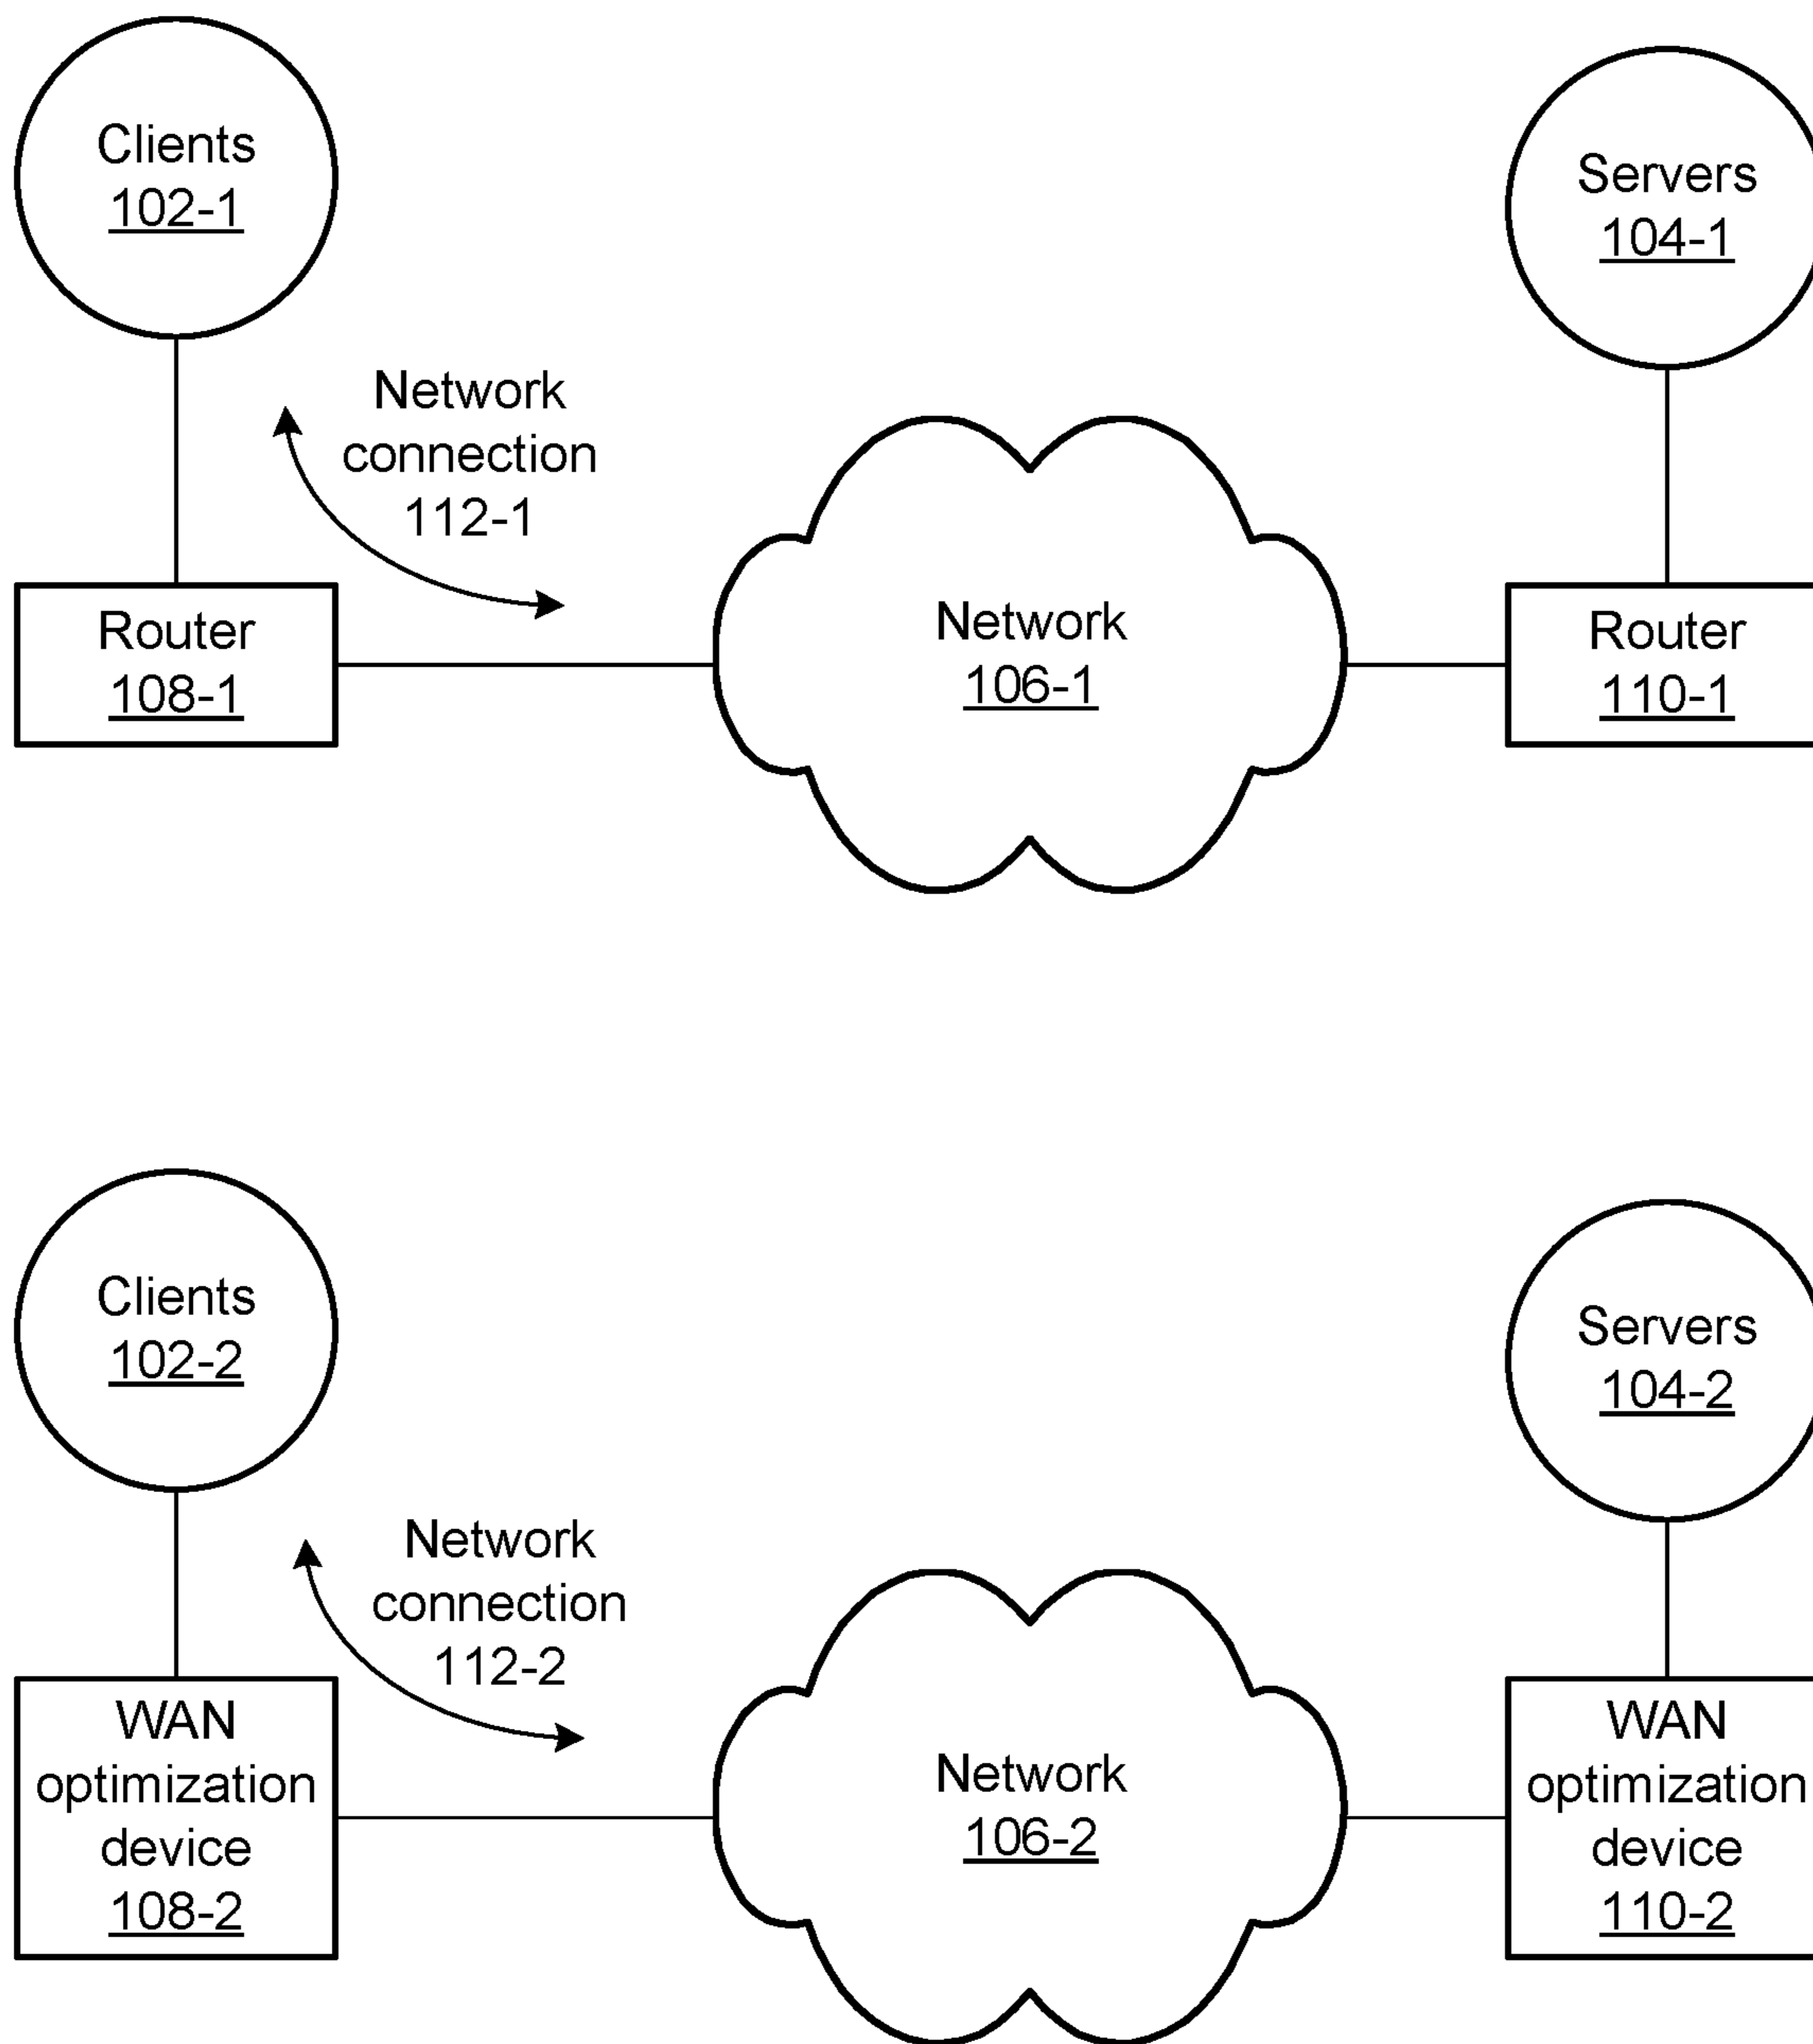 Clients
102-1
Servers
104-1
Network
connection
112-1
Router
108-1
Network
106-1
Router
110-1
Clients
102-2
Servers
104-2
Network
connection
112-2
WAN
optimization
device
108-2
Network
106-2
WAN
optimization
device
110-2